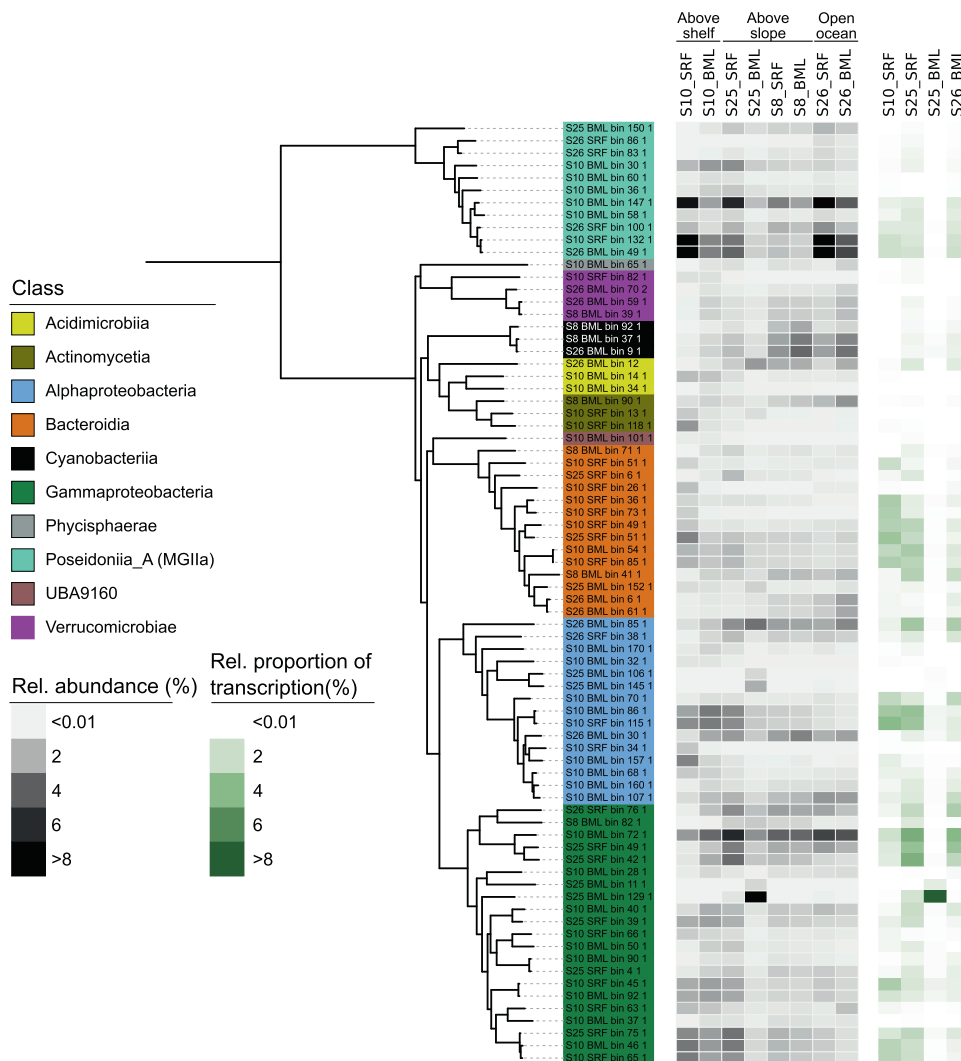 Above shelf
Above slope
Open ocean
S10_SRF
S10_BML
S25_SRF
S25_BML
S8_SRF
S8_BML
S26_SRF
S26_BML
S10_SRF
S25_SRF
S25_BML
S26_BML
S25 BML bin 150 1
S26 SRF bin 86 1
S26 SRF bin 83 1
S10 BML bin 30 1
S10 BML bin 60 1
S10 BML bin 36 1
S10 BML bin 147 1
S10 BML bin 58 1
S26 SRF bin 100 1
S10 SRF bin 132 1
S26 BML bin 49 1
S10 BML bin 65 1
S10 SRF bin 82 1
S26 BML bin 70 2
S26 BML bin 59 1
S8 BML bin 39 1
S8 BML bin 92 1
S8 BML bin 37 1
S26 BML bin 9 1
S26 BML bin 12
S10 BML bin 14 1
S10 BML bin 34 1
S8 BML bin 90 1
S10 SRF bin 13 1
S10 SRF bin 118 1
S10 BML bin 101 1
S8 BML bin 71 1
S10 SRF bin 51 1
S25 SRF bin 6 1
S10 SRF bin 26 1
S10 SRF bin 36 1
S10 SRF bin 73 1
S10 SRF bin 49 1
S25 SRF bin 51 1
S10 BML bin 54 1
S10 SRF bin 85 1
S8 BML bin 41 1
S25 BML bin 152 1
S26 BML bin 6 1
S26 BML bin 61 1
S26 BML bin 85 1
S26 SRF bin 38 1
S10 BML bin 170 1
S10 BML bin 32 1
S25 BML bin 106 1
S25 BML bin 145 1
S10 BML bin 70 1
S10 BML bin 86 1
S10 SRF bin 115 1
S26 BML bin 30 1
S10 SRF bin 34 1
S10 BML bin 157 1
S10 BML bin 68 1
S10 BML bin 160 1
S10 BML bin 107 1
S26 SRF bin 76 1
S8 BML bin 82 1
S10 BML bin 72 1
S25 SRF bin 49 1
S25 SRF bin 42 1
S10 BML bin 28 1
S25 BML bin 11 1
S25 BML bin 129 1
S10 BML bin 40 1
S25 SRF bin 39 1
S10 SRF bin 66 1
S10 BML bin 50 1
S10 BML bin 90 1
S25 SRF bin 4 1
S10 SRF bin 45 1
S10 BML bin 92 1
S10 SRF bin 63 1
S10 BML bin 37 1
S25 SRF bin 75 1
S10 BML bin 46 1
S10 SRF bin 65 1
Class
Acidimicrobiia
Actinomycetia
Alphaproteobacteria
Bacteroidia
Cyanobacteriia
Gammaproteobacteria
Phycisphaerae
Poseidoniia_A (MGIIa)
UBA9160
Verrucomicrobiae
Rel. abundance (%)
<0.01
2
4
6
>8
Rel. proportion of
transcription(%)
<0.01
2
4
6
>8